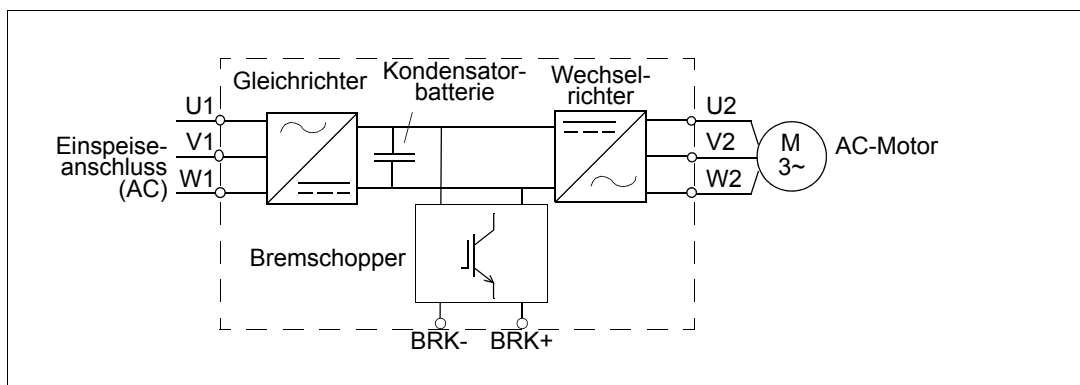 Gleichrichter
Kondensator-
batterie
Wechsel-
richter
U1
V1
W1
Einspeise-
anschluss
(AC)
U2
V2
W2
M
3~
AC-Motor
Bremschopper
BRK-
BRK+